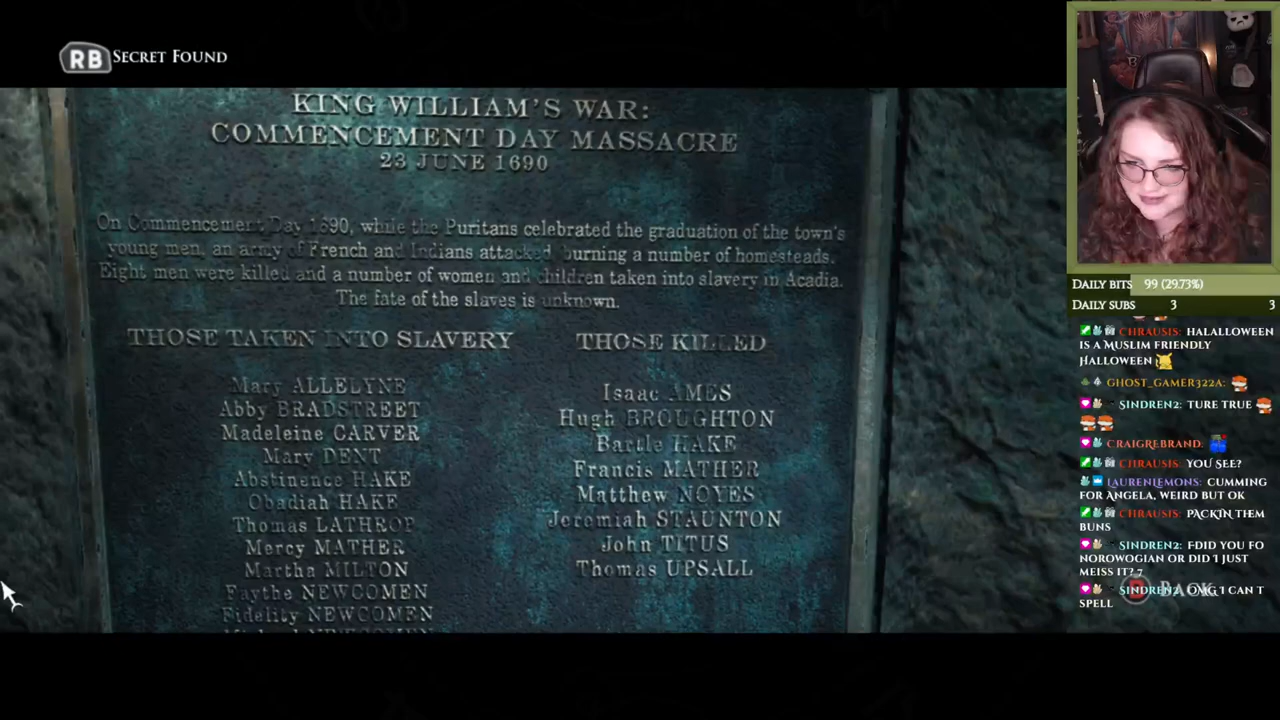 RB SECRET FOUND
KING WILLIAM'S WAR:
COMMENCEMENT DAY MASSACRE
23 JUNE 1690
On Commencement Day 1690, while the Puritans celebrated the graduation of the town's
young men, an army of French and Indians attacked, burning a number of homesteads.
Eight men were killed and a number of women and children taken into slavery in Acadia.
The fate of the slaves is unknown.
THOSE TAKEN INTO SLAVERY
Mary ALLELYNE
Abby BRADSTREET
Madeleine CARVER
Mary DENT
Abstinence HAKE
Obadiah HAKE
Thomas LATHROP
Mercy MATHER
Martha MILTON
Faythe NEWCOMEN
Fidelity NEWCOMEN
THOSE KILLED
Isaac AMES
Hugh BROUGHTON
Bartle HAKE
Francis MATHER
Matthew NOYES
Jeremiah STAUNTON
John TITUS
Thomas UPSALL
B BACK
DAILY BITS 99 (29.73%)
DAILY SUBS 3 3
CHRAUSIS: HALALLOWEEN
IS A MUSLIM FRIENDLY
HALLOWEEN
GHOST_GAMER322A:
SINDREN2: TURE TRUE
CRAIGREBRAND:
CHRAUSIS: YOU SEE?
LAURENLEMONS: CUMMING
FOR ANGELA, WEIRD BUT OK
CHRAUSIS: PACKIN THEM
BUNS
SINDREN2: FDID YOU FO
NOROWOGIAN OR DID I JUST
MEISS IT? 7
SINDREN2: OMG I CAN T
SPELL